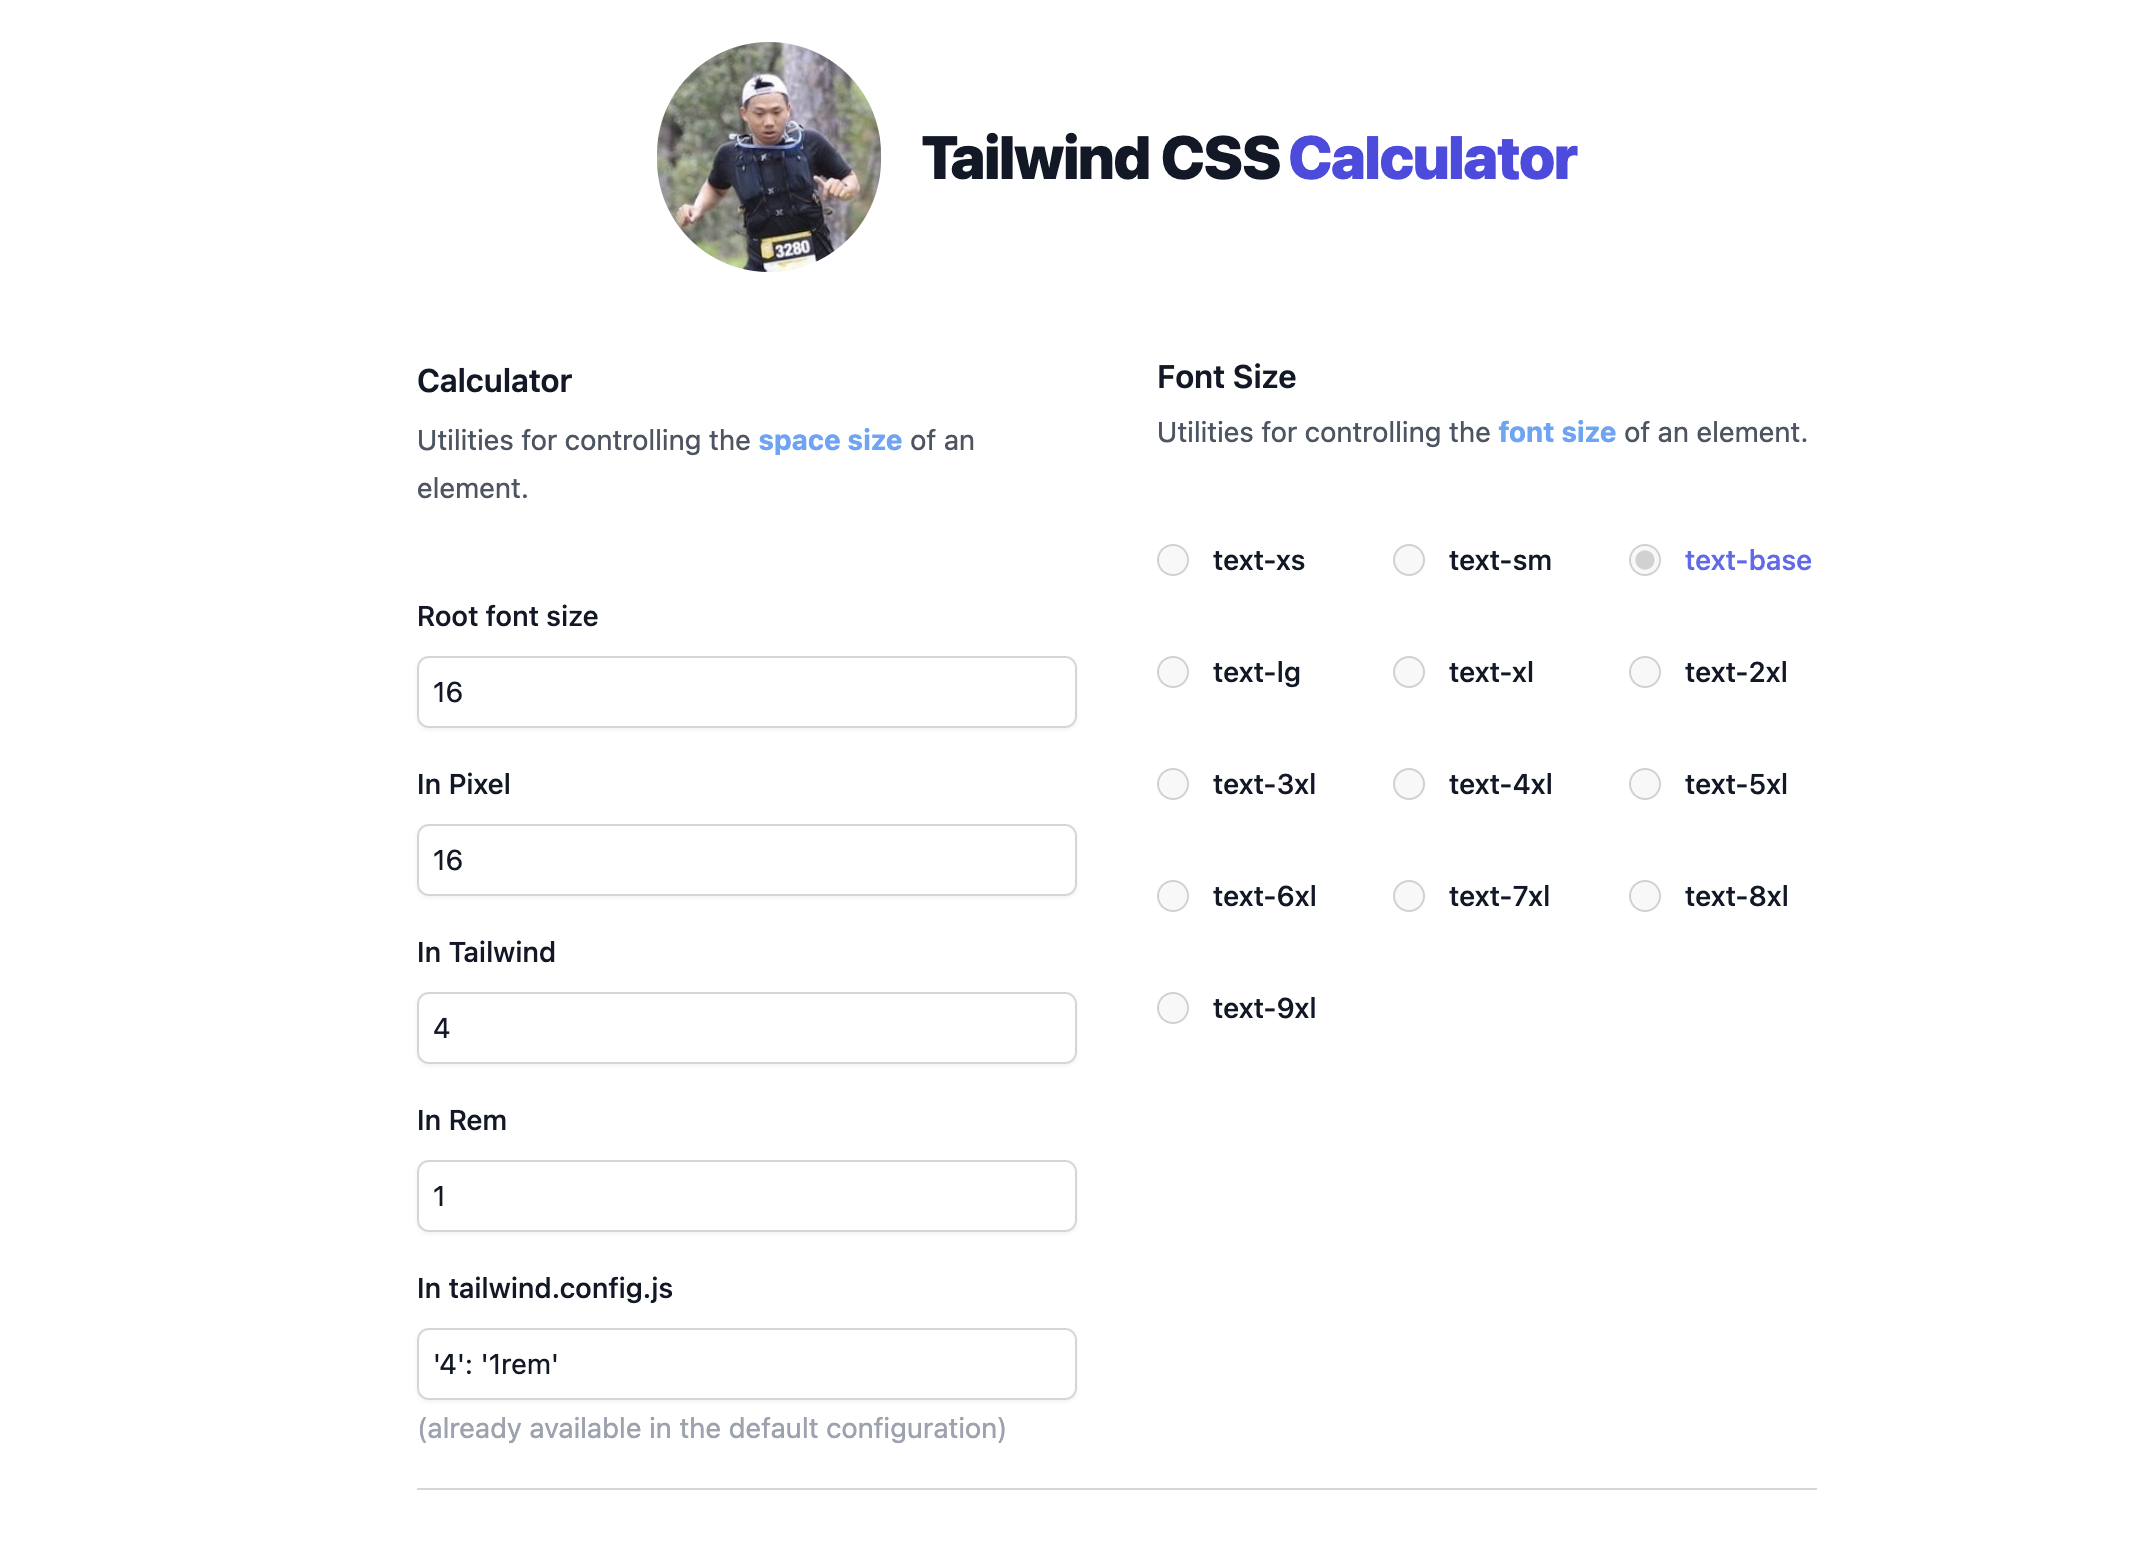 3280
Tailwind CSS Calculator
Calculator
Utilities for controlling the space size of an
element.
Root font size
16
In Pixel
16
In Tailwind
4
In Rem
1
In tailwind.config.js
'4': '1rem'
(already available in the default configuration)
Font Size
Utilities for controlling the font size of an element.
text-xs text-sm text-base
text-lg text-xl text-2xl
text-3xl text-4xl text-5xl
text-6xl text-7xl text-8xl
text-9xl